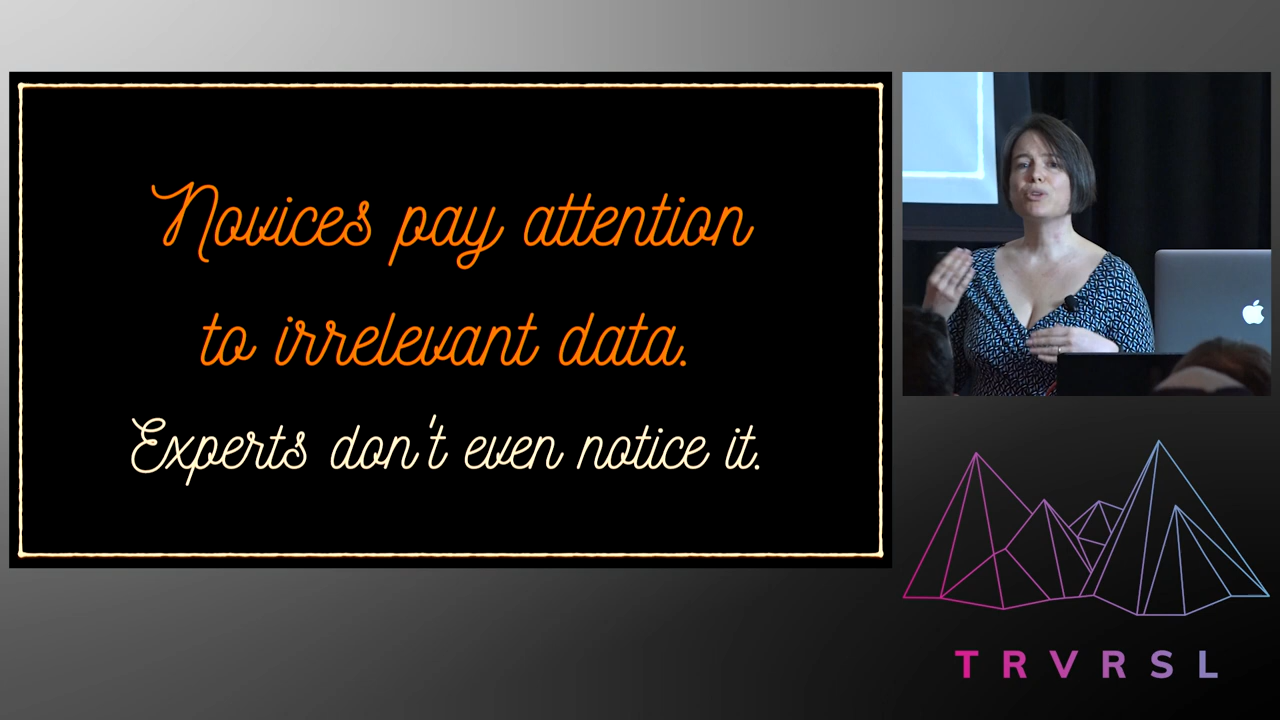 Novices pay attention
to irrelevant data.
Experts don't even notice it.
TRVRSL